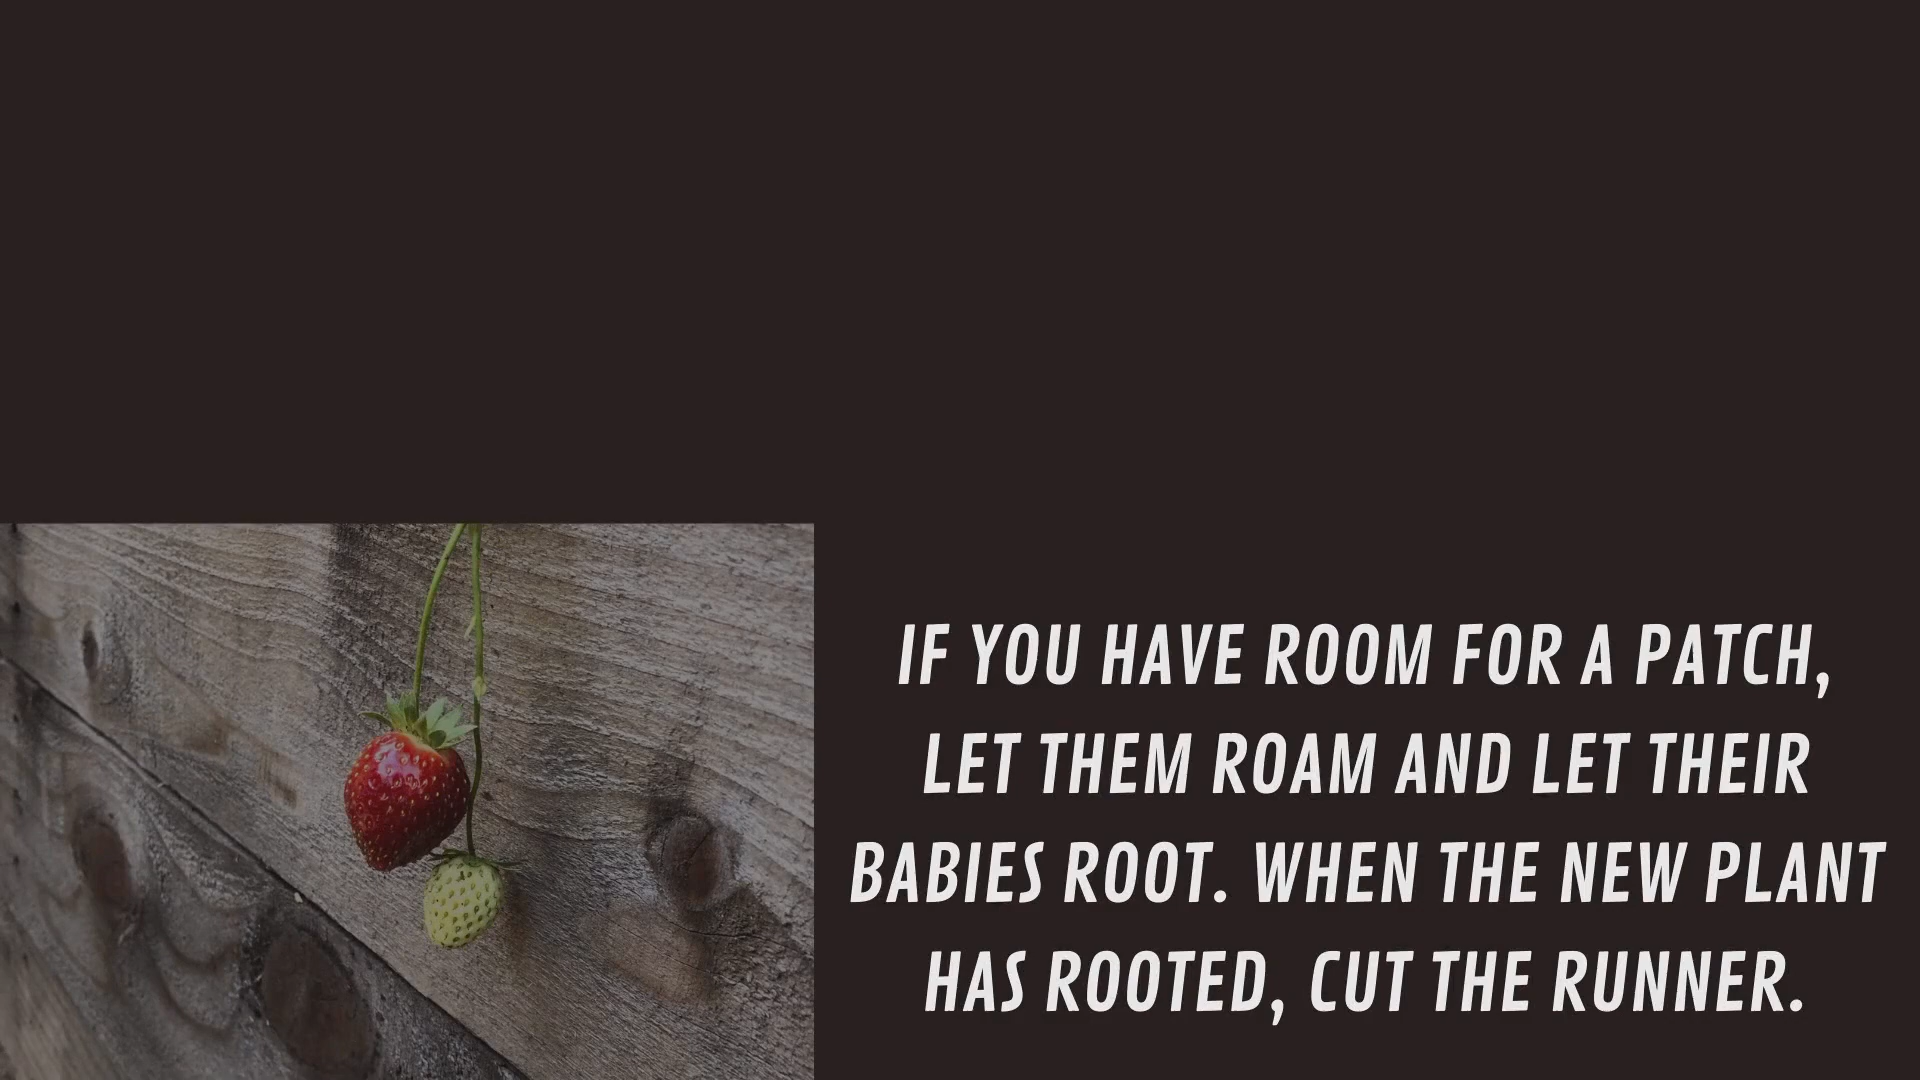 IF YOU HAVE ROOM FOR A PATCH,
LET THEM ROAM AND LET THEIR
BABIES ROOT. WHEN THE NEW PLANT
HAS ROOTED, CUT THE RUNNER.